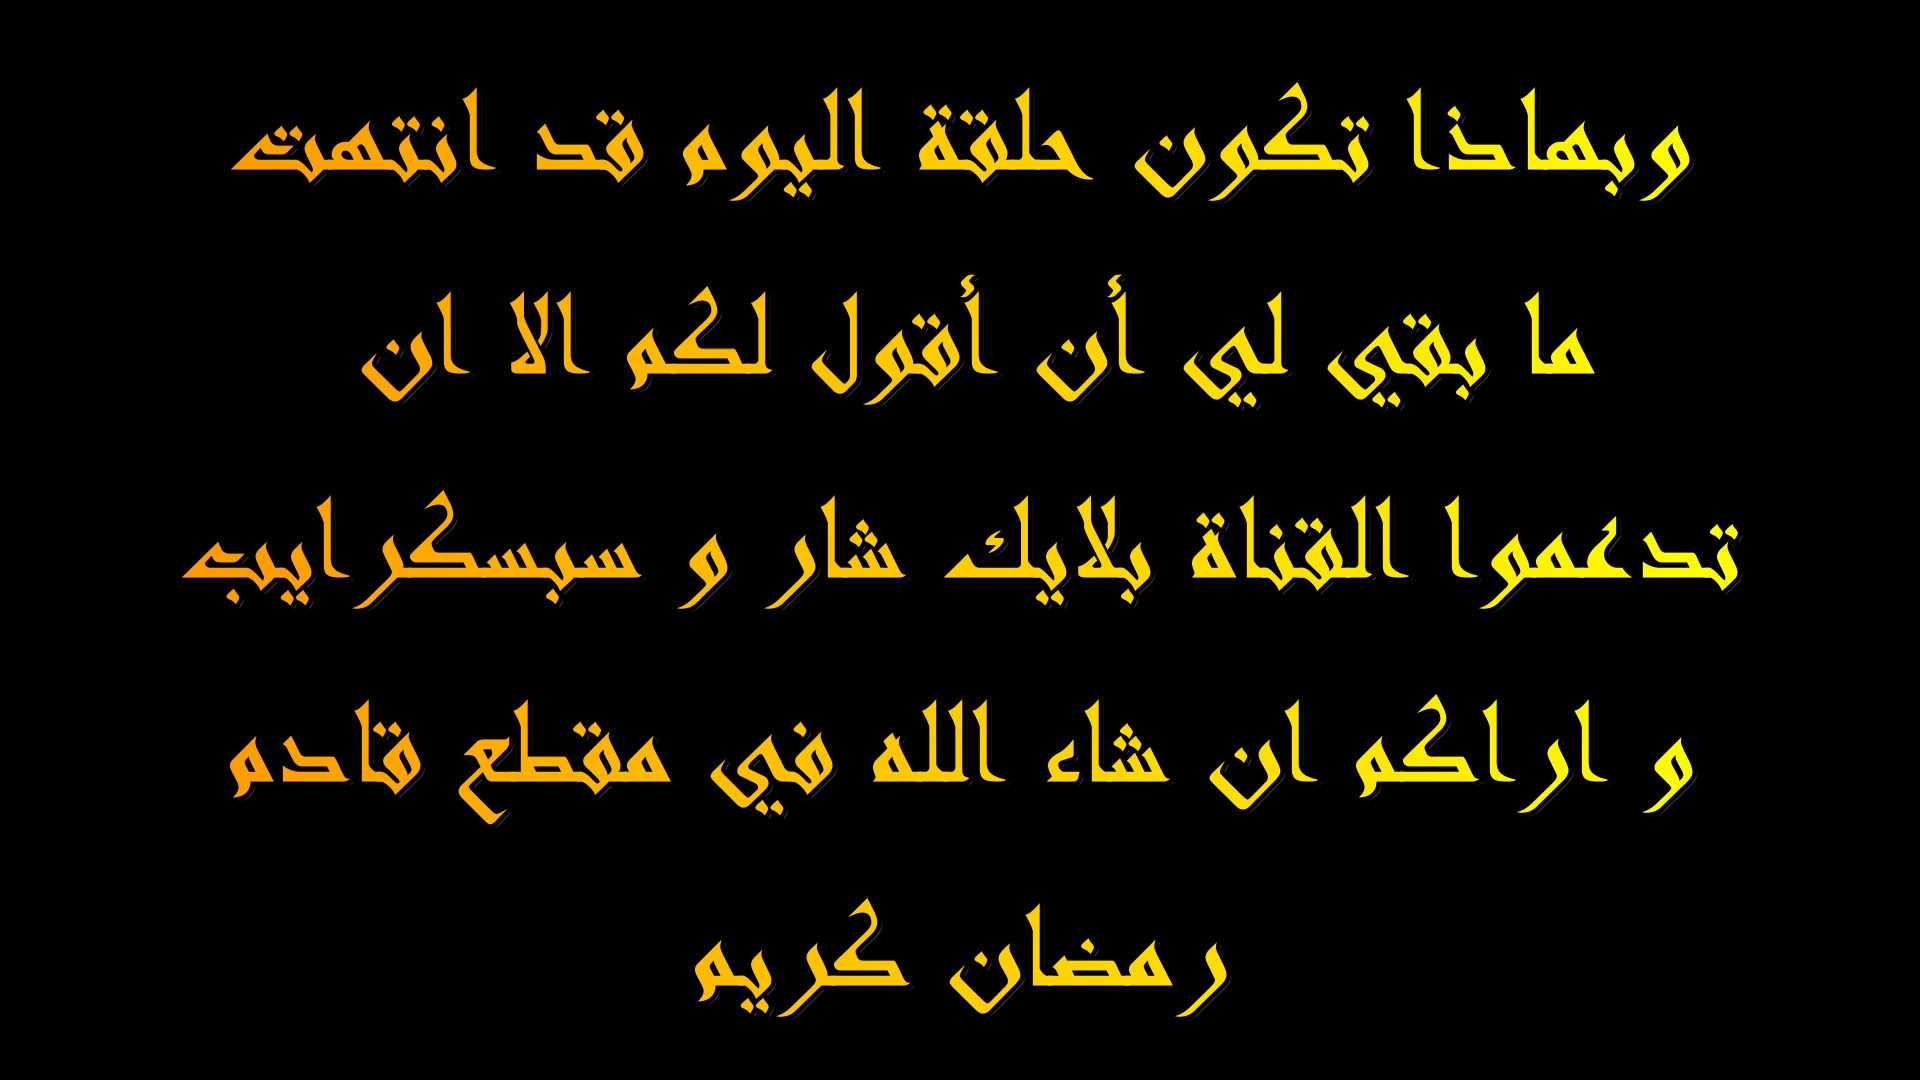 وبهاذا تكون حلقة اليوم قد انتهت
ما بقي لي أن أقول لكم الا ان
تدعموا القناة بلايك شار و سبسكرايب
و اراكم ان شاء الله في مقطع قادم
رمضان كريم